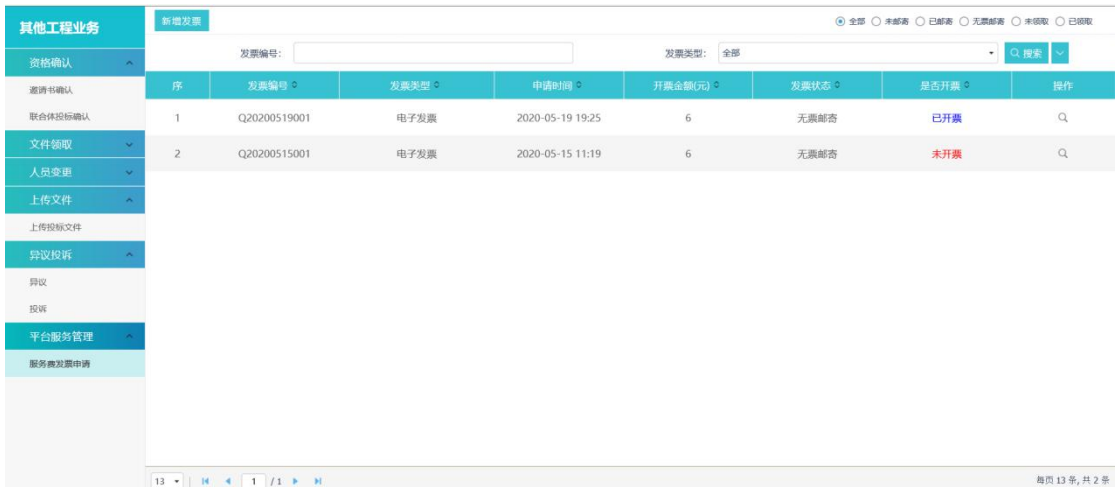 其他工程业务
资格确认
邀请书确认
联合体投标确认
文件领取
人员变更
上传文件
上传投标文件
异议投诉
异议
投诉
平台服务管理
服务费发票申请
新增发票
全部 未邮寄 已邮寄 无票邮寄 未领取 已领取
发票编号： 发票类型： 全部 搜索
序 发票编号 发票类型 申请时间 开票金额(元) 发票状态 是否开票 操作
1 Q20200519001 电子发票 2020-05-19 19:25 6 无票邮寄 已开票
2 Q20200515001 电子发票 2020-05-15 11:19 6 无票邮寄 未开票
13 1 / 1 每页 13 条, 共 2 条